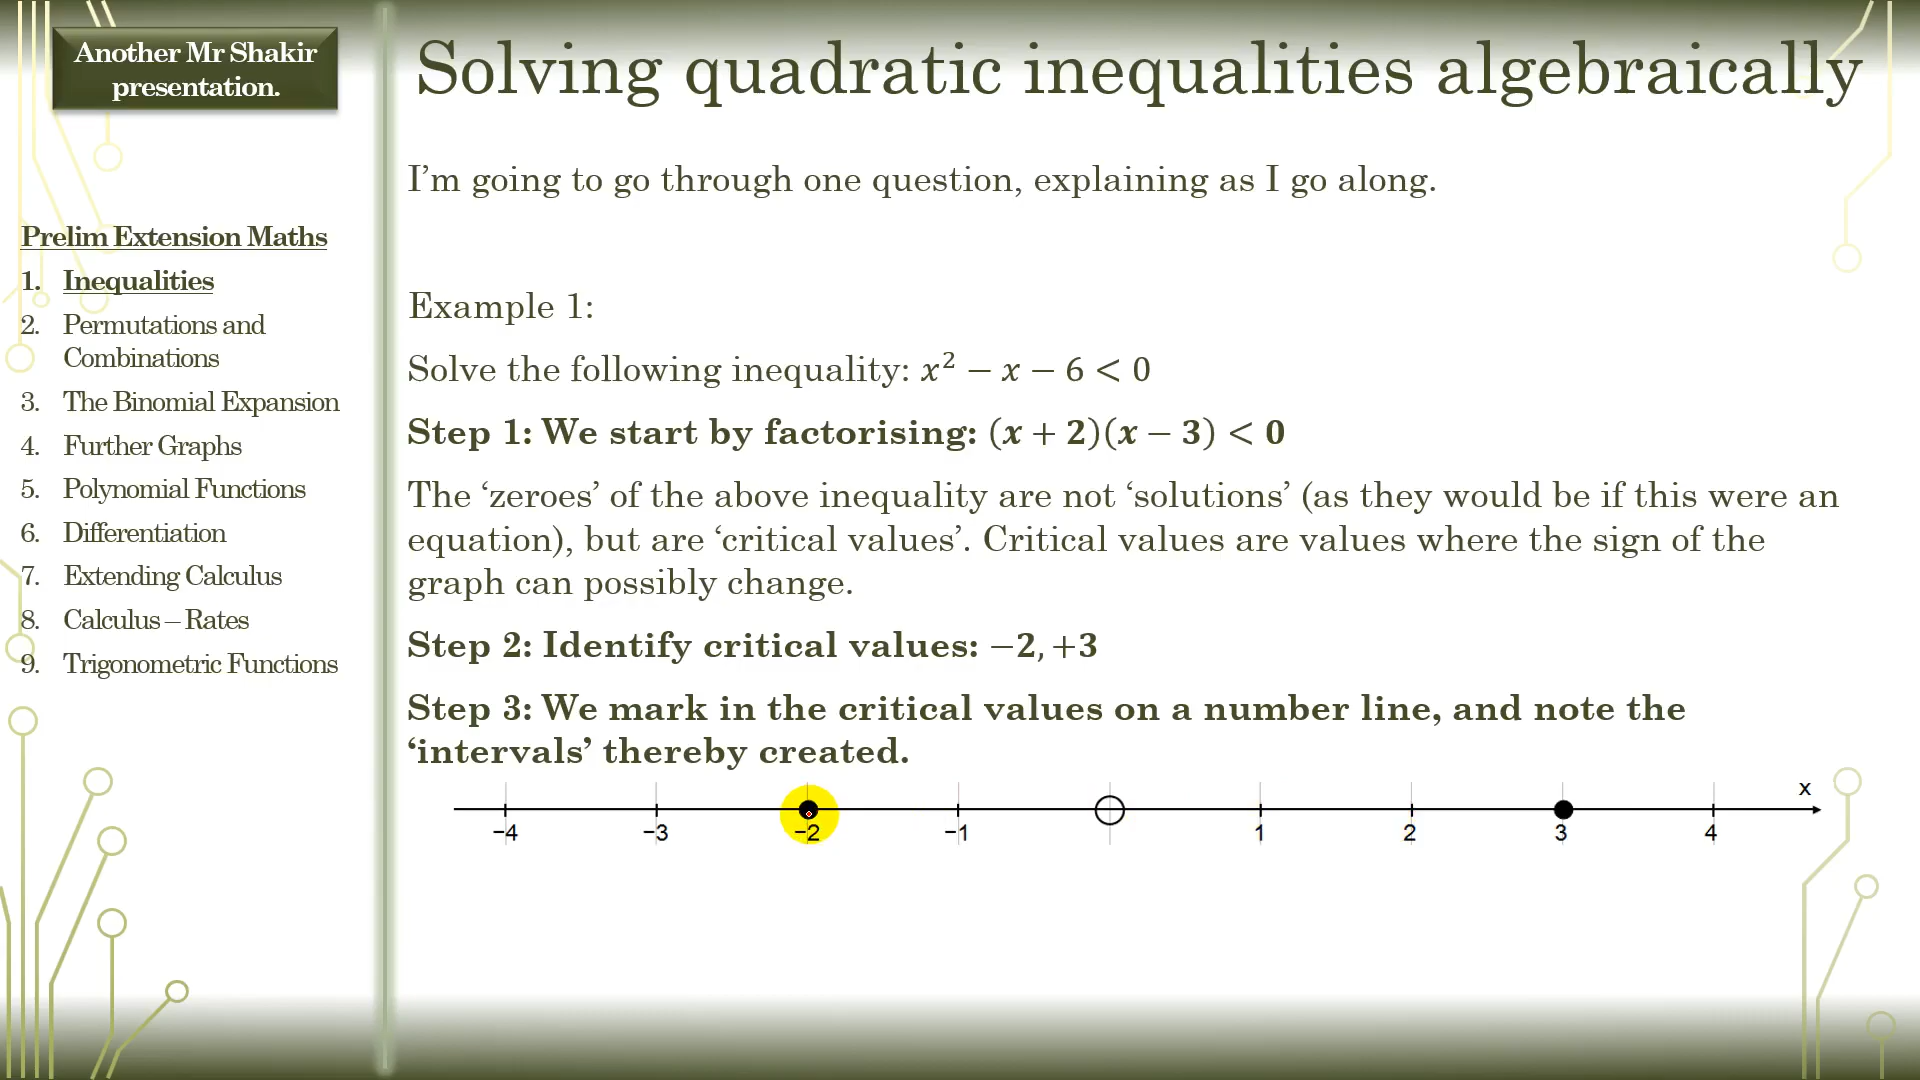 Another Mr Shakir
presentation.
Solving quadratic inequalities algebraically
Prelim Extension Maths
1. Inequalities
2. Permutations and
Combinations
3. The Binomial Expansion
4. Further Graphs
5. Polynomial Functions
6. Differentiation
7. Extending Calculus
8. Calculus – Rates
9. Trigonometric Functions
I’m going to go through one question, explaining as I go along.
Example 1:
Solve the following inequality: x² − x − 6 < 0
Step 1: We start by factorising: (x + 2)(x − 3) < 0
The ‘zeroes’ of the above inequality are not ‘solutions’ (as they would be if this were an
equation), but are ‘critical values’. Critical values are values where the sign of the
graph can possibly change.
Step 2: Identify critical values: −2, +3
Step 3: We mark in the critical values on a number line, and note the
‘intervals’ thereby created.
x
−4 −3 −2 −1 1 2 3 4